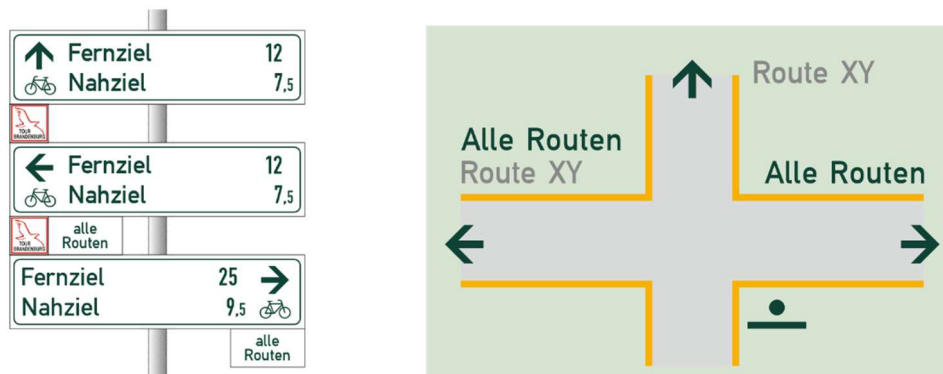 Fernziel 12
Nahziel 7,5
TOUR
BRANDENBURG
Fernziel 12
Nahziel 7,5
TOUR
BRANDENBURG
alle
Routen
Fernziel 25
Nahziel 9,5
alle
Routen
Route XY
Alle Routen
Route XY
Alle Routen